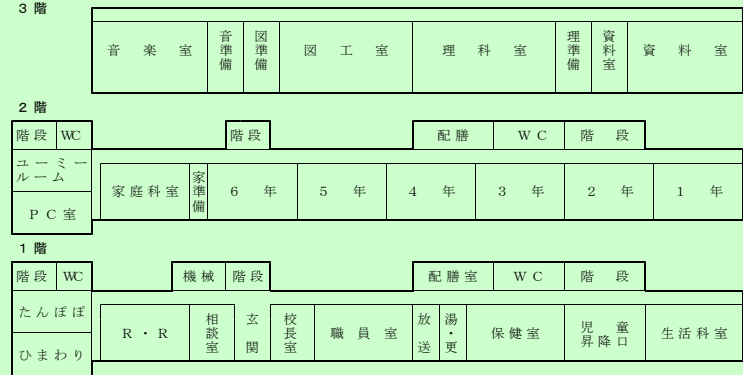 ３階
音楽室
音準備
図準備
図工室
理科室
理準備
資料室
資料室
２階
階段
WC
階段
配膳
ＷＣ
階段
ユーミー
ルーム
家庭科室
家準備
６年
５年
４年
３年
２年
１年
ＰＣ室
１階
階段
WC
機械
階段
配膳室
ＷＣ
階段
たんぽぽ
Ｒ・Ｒ
相談室
玄関
校長室
職員室
放送
湯・更
保健室
児童
昇降口
生活科室
ひまわり